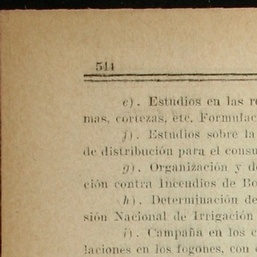 544
e). Estudios en las
mas, cortezas, etc. Formulac
f). Estudios sobre la
de distribución para el consu
g). Organización y d
ción contra Incendios de Bo
h). Determinación de
sión Nacional de Irrigación
i). Campaña en los c
laciones en los fogones, con